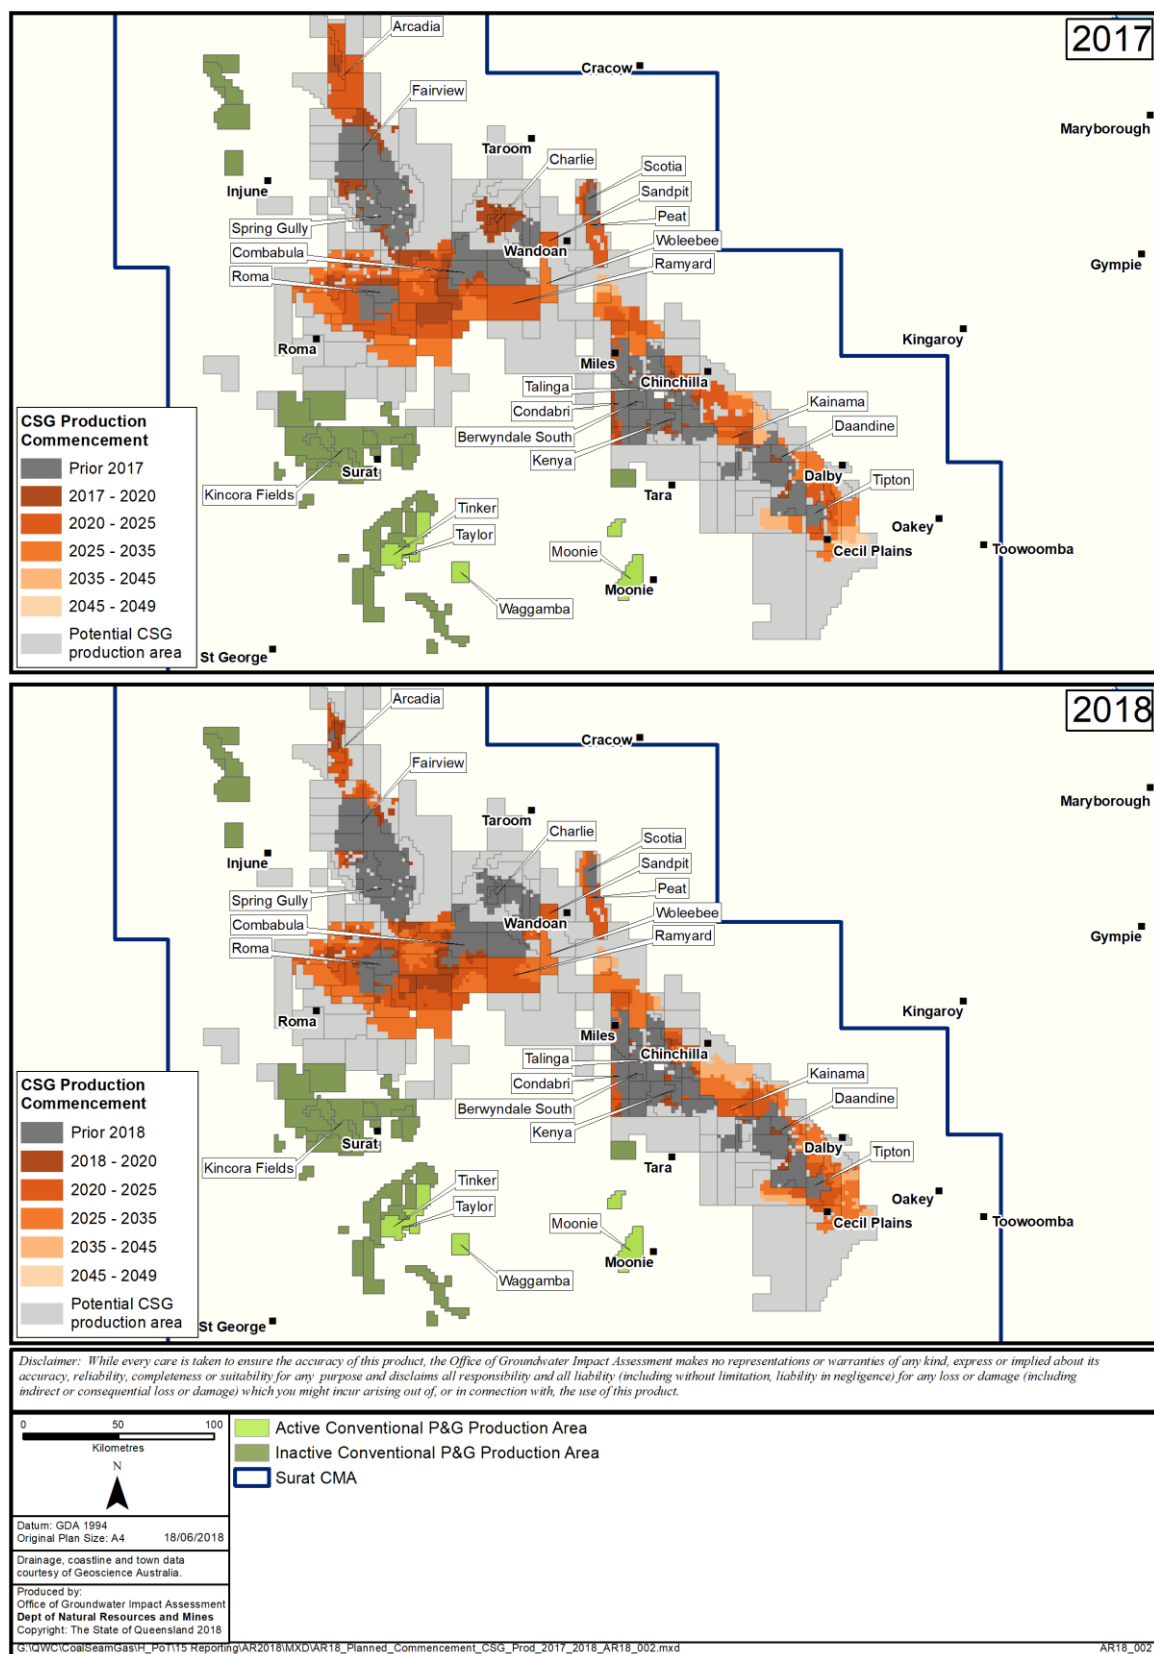 2017
Arcadia
Cracow
Fairview
Maryborough
Taroom
Charlie
Scotia
Injune
Sandpit
Peat
Spring Gully
Woleebee
Combabula
Wandoan
Gympie
Ramyard
Roma
Kingaroy
Roma
Miles
Chinchilla
Talinga
Kainama
Condabri
Daandine
Berwyndale South
Kenya
Surat
Dalby
Tipton
Kincora Fields
Tara
Tinker
Oakey
Taylor
Toowoomba
Cecil Plains
Moonie
Moonie
Waggamba
St George
CSG Production
Commencement
Prior 2017
2017 - 2020
2020 - 2025
2025 - 2035
2035 - 2045
2045 - 2049
Potential CSG
production area
2018
Arcadia
Cracow
Fairview
Maryborough
Taroom
Charlie
Scotia
Injune
Sandpit
Peat
Spring Gully
Woleebee
Combabula
Wandoan
Gympie
Ramyard
Roma
Kingaroy
Roma
Miles
Chinchilla
Talinga
Kainama
Condabri
Daandine
Berwyndale South
Kenya
Surat
Dalby
Tipton
Kincora Fields
Tara
Tinker
Oakey
Taylor
Toowoomba
Cecil Plains
Moonie
Moonie
Waggamba
St George
CSG Production
Commencement
Prior 2018
2018 - 2020
2020 - 2025
2025 - 2035
2035 - 2045
2045 - 2049
Potential CSG
production area
Disclaimer: While every care is taken to ensure the accuracy of this product, the Office of Groundwater Impact Assessment makes no representations or warranties of any kind, express or implied about its
accuracy, reliability, completeness or suitability for any purpose and disclaims all responsibility and all liability (including without limitation, liability in negligence) for any loss or damage (including
indirect or consequential loss or damage) which you might incur arising out of, or in connection with, the use of this product.
0 50 100
Kilometres
N
Active Conventional P&G Production Area
Inactive Conventional P&G Production Area
Surat CMA
Datum: GDA 1994
Original Plan Size: A4 18/06/2018
Drainage, coastline and town data
courtesy of Geoscience Australia.
Produced by:
Office of Groundwater Impact Assessment
Dept of Natural Resources and Mines
Copyright: The State of Queensland 2018
G:\QWC\CoalSeamGas\H_PoT\15 Reporting\AR2018\MXD\AR18_Planned_Commencement_CSG_Prod_2017_2018_AR18_002.mxd
AR18_002